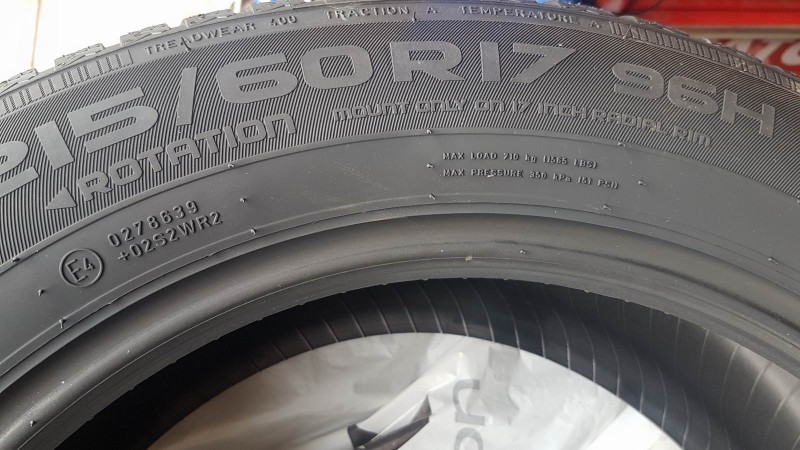 TREADWEAR 400 TRACTION A TEMPERATURE A
215/60R17 96H
ROTATION MOUNT ONLY ON 17 INCH RADIAL RIM
MAX LOAD 710 kg (1565 LBS)
MAX PRESSURE 350 kPa (51 PSI)
E4
0278639
+02S2WR2